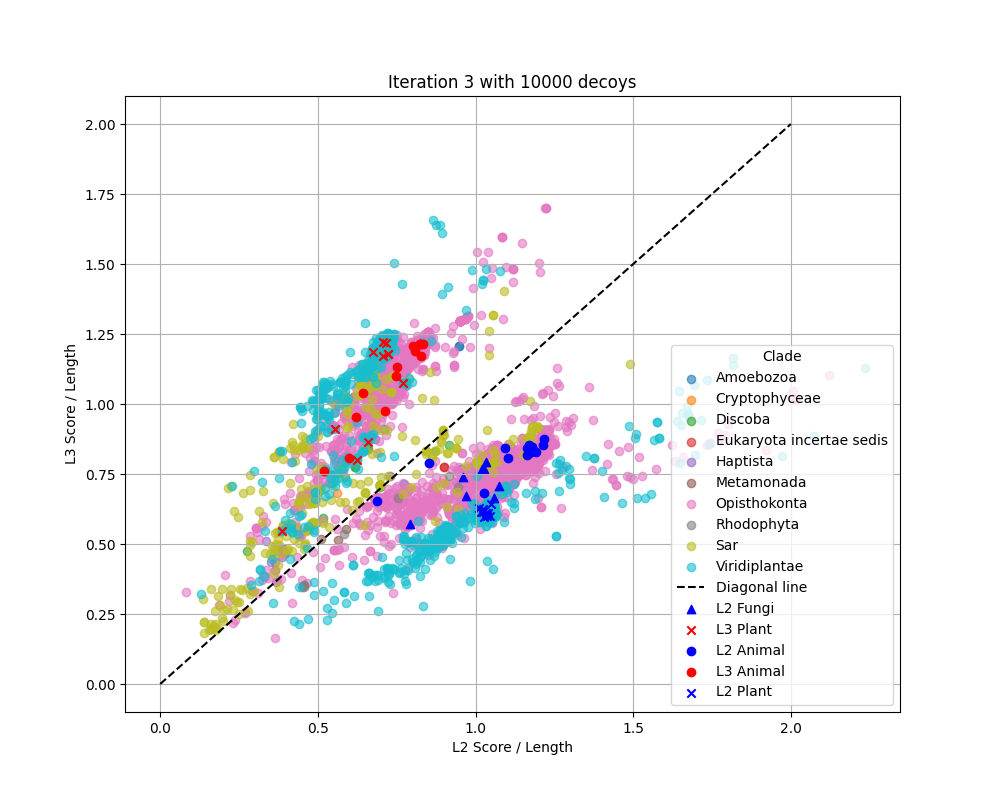 Iteration 3 with 10000 decoys
L3 Score / Length
2.00
1.75
1.50
1.25
1.00
0.75
0.50
0.25
0.00
0.0 0.5 1.0 1.5 2.0
L2 Score / Length
Clade
Amoebozoa
Cryptophyceae
Discoba
Eukaryota incertae sedis
Haptista
Metamonada
Opisthokonta
Rhodophyta
Sar
Viridiplantae
Diagonal line
L2 Fungi
L3 Plant
L2 Animal
L3 Animal
L2 Plant